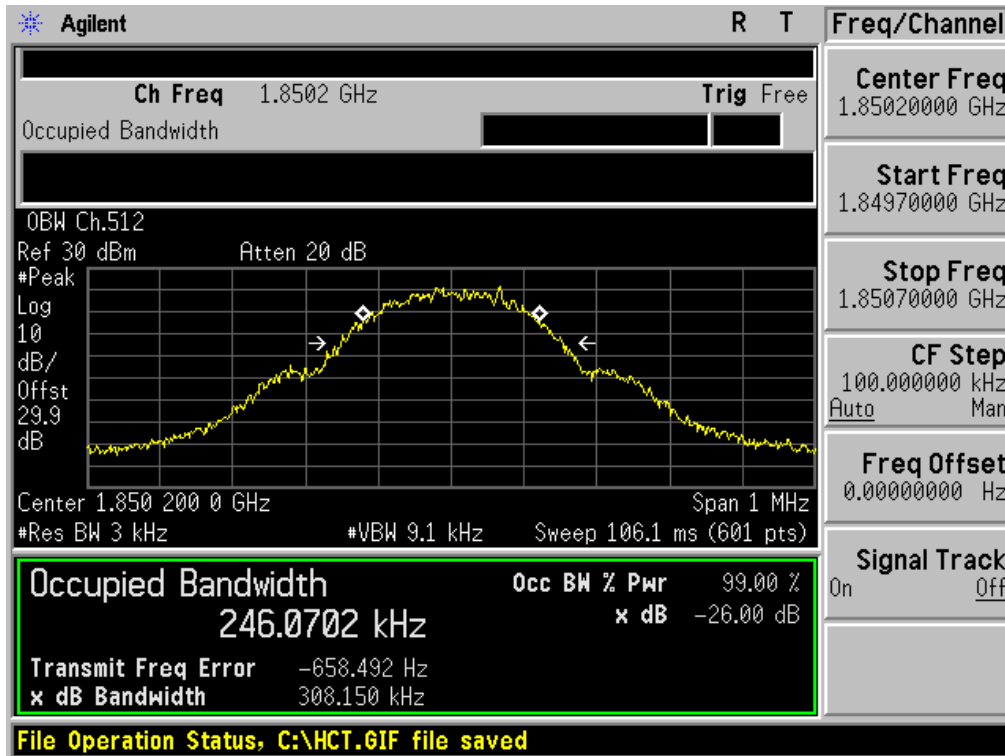 Agilent R T
Freq/Channel
Ch Freq 1.8502 GHz Trig Free
Occupied Bandwidth
OBW Ch.512
Ref 30 dBm Atten 20 dB
#Peak
Log
10
dB/
Offst
29.9
dB
Center 1.850 200 0 GHz Span 1 MHz
#Res BW 3 kHz #VBW 9.1 kHz Sweep 106.1 ms (601 pts)
Occupied Bandwidth
246.0702 kHz
Occ BW % Pwr 99.00 %
x dB -26.00 dB
Transmit Freq Error -658.492 Hz
x dB Bandwidth 308.150 kHz
File Operation Status, C:\HCT.GIF file saved
Center Freq
1.85020000 GHz
Start Freq
1.84970000 GHz
Stop Freq
1.85070000 GHz
CF Step
100.000000 kHz
Auto Man
Freq Offset
0.00000000 Hz
Signal Track
On Off